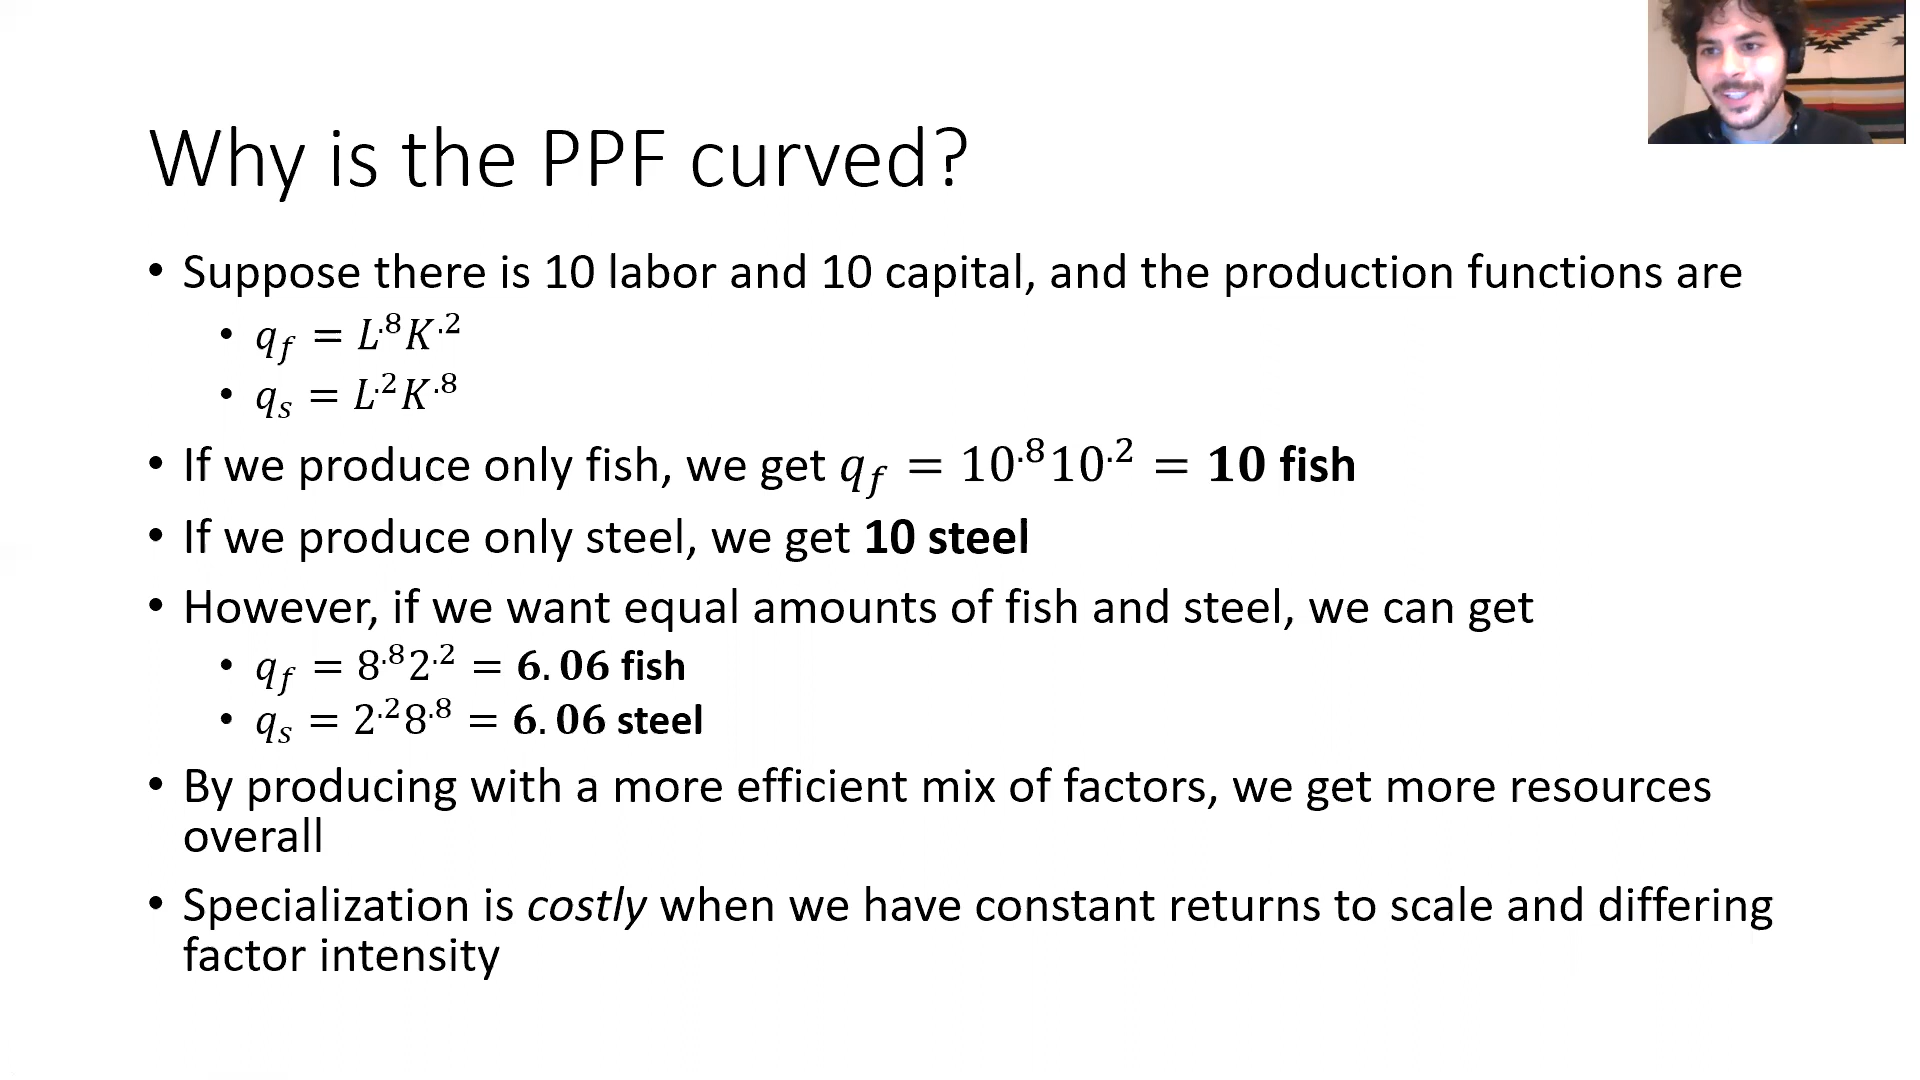 Why is the PPF curved?
• Suppose there is 10 labor and 10 capital, and the production functions are
• q_f = L^.8 K^.2
• q_s = L^.2 K^.8
• If we produce only fish, we get q_f = 10^.8 10^.2 = 10 fish
• If we produce only steel, we get 10 steel
• However, if we want equal amounts of fish and steel, we can get
• q_f = 8^.8 2^.2 = 6.06 fish
• q_s = 2^.2 8^.8 = 6.06 steel
• By producing with a more efficient mix of factors, we get more resources
overall
• Specialization is costly when we have constant returns to scale and differing
factor intensity